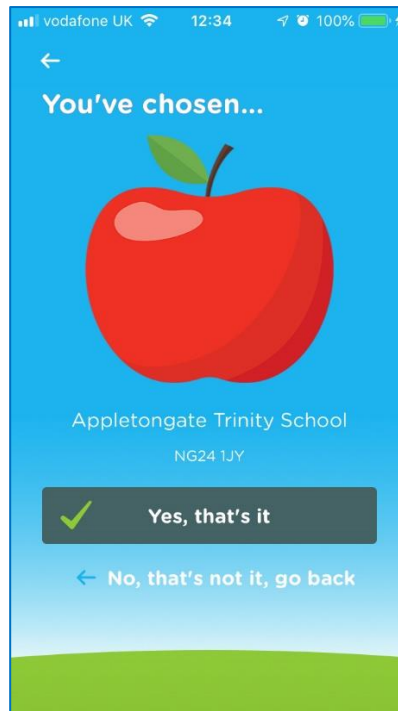 vodafone UK 12:34 100%
You've chosen...
Appletongate Trinity School
NG24 1JY
Yes, that's it
No, that's not it, go back